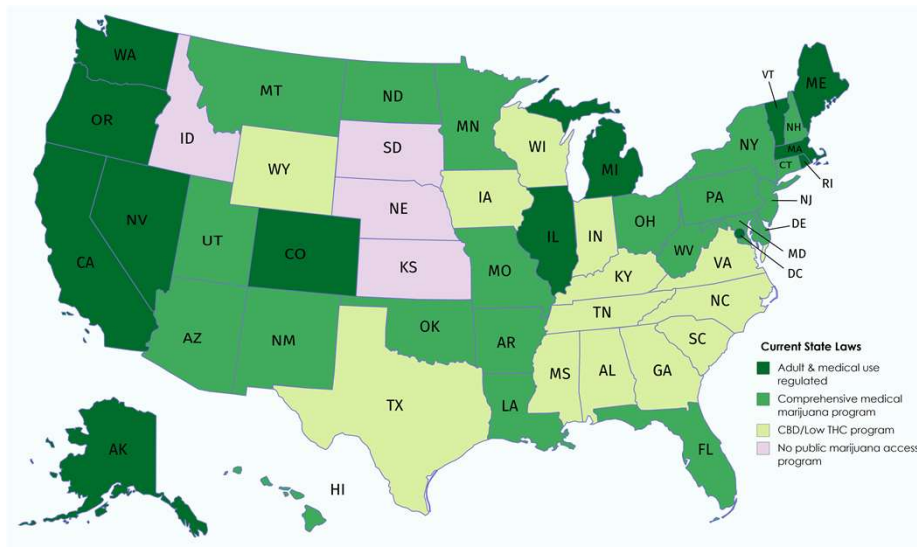 WA
OR
CA
NV
ID
MT
WY
UT
AZ
CO
NM
ND
SD
NE
KS
OK
TX
MN
IA
MO
AR
LA
WI
IL
MI
IN
OH
KY
TN
MS
AL
GA
FL
SC
NC
VA
WV
PA
NY
VT
NH
ME
MA
CT
RI
NJ
DE
MD
DC
AK
HI
Current State Laws
Adult & medical use
regulated
Comprehensive medical
marijuana program
CBD/Low THC program
No public marijuana access
program